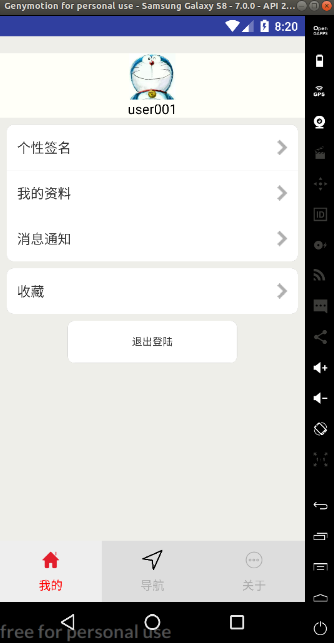 Genymotion for personal use - Samsung Galaxy S8 - 7.0.0 - API 2...
8:20
Open
GAPPS
user001
GPS
个性签名
我的资料
ID
消息通知
收藏
退出登陆
我的
导航
关于
free for personal use